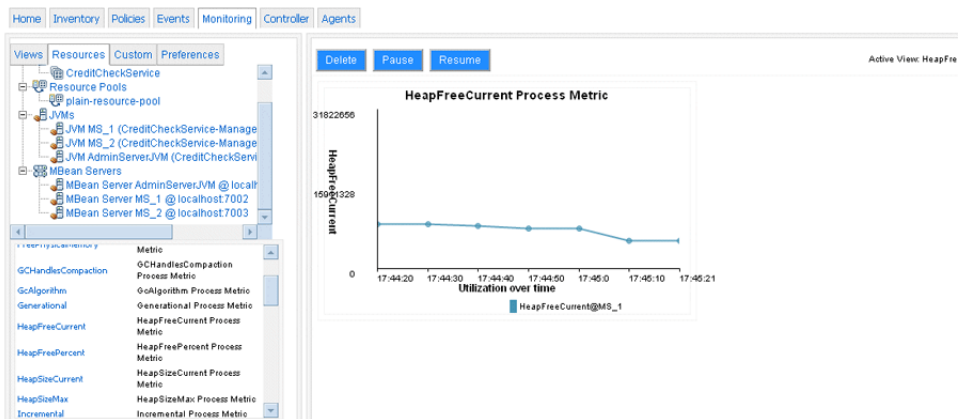 Home Inventory Policies Events Monitoring Controller Agents
Views Resources Custom Preferences
CreditCheckService
Resource Pools
plain-resource-pool
JVMs
JVM MS_1 (CreditCheckService-Manage
JVM MS_2 (CreditCheckService-Manage
JVM AdminServerJVM (CreditCheckServi
MBean Servers
MBean Server AdminServerJVM @ localh
MBean Server MS_1 @ localhost:7002
MBean Server MS_2 @ localhost:7003
FreePhysicalMemory Metric
GCHandlesCompaction GCHandlesCompaction
Process Metric
GcAlgorithm GcAlgorithm Process Metric
Generational Generational Process Metric
HeapFreeCurrent HeapFreeCurrent Process
Metric
HeapFreePercent HeapFreePercent Process
Metric
HeapSizeCurrent HeapSizeCurrent Process
Metric
HeapSizeMax HeapSizeMax Process Metric
Incremental Incremental Process Metric
Delete Pause Resume Active View: HeapFre
HeapFreeCurrent Process Metric
31822656
HeapFreeCurrent
15911328
0
17:44:20 17:44:30 17:44:40 17:44:50 17:45:0 17:45:10 17:45:21
Utilization over time
HeapFreeCurrent@MS_1